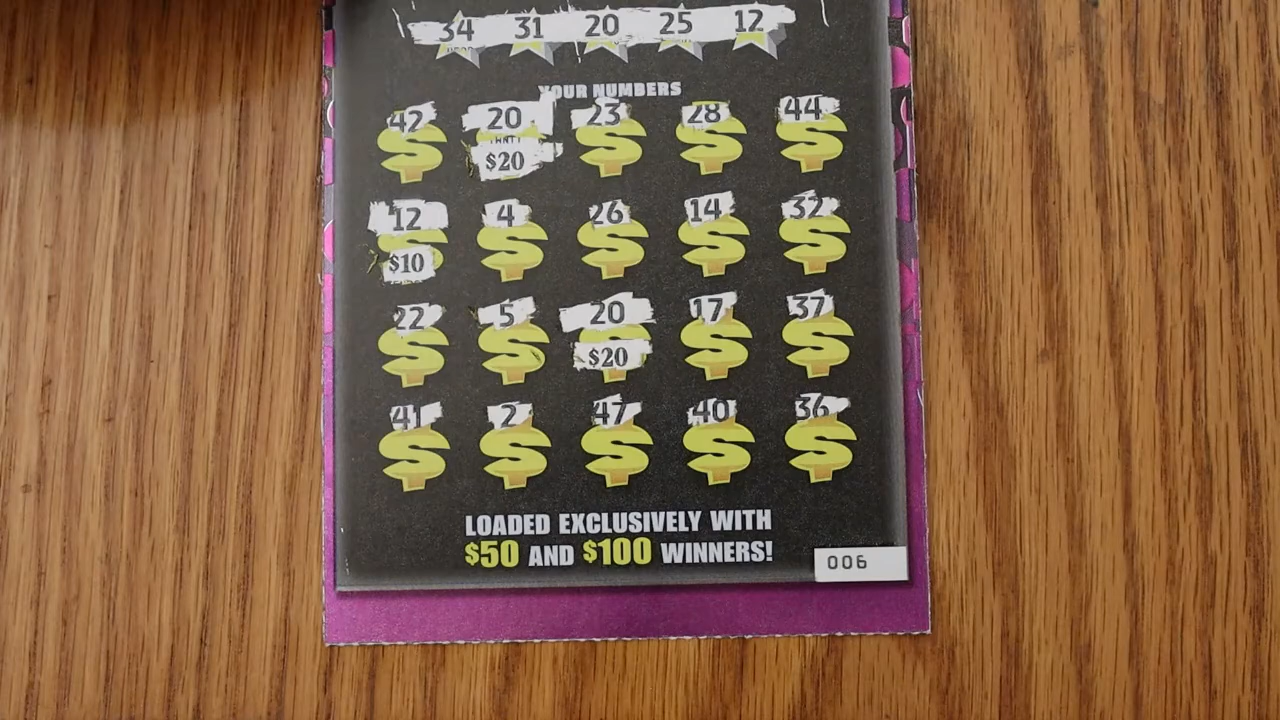 34 31 20 25 12
YOUR NUMBERS
42 20 23 28 44
$20
12 4 26 14 32
$10
22 5 20 17 37
$20
41 2 47 40 36
LOADED EXCLUSIVELY WITH
$50 AND $100 WINNERS!
006